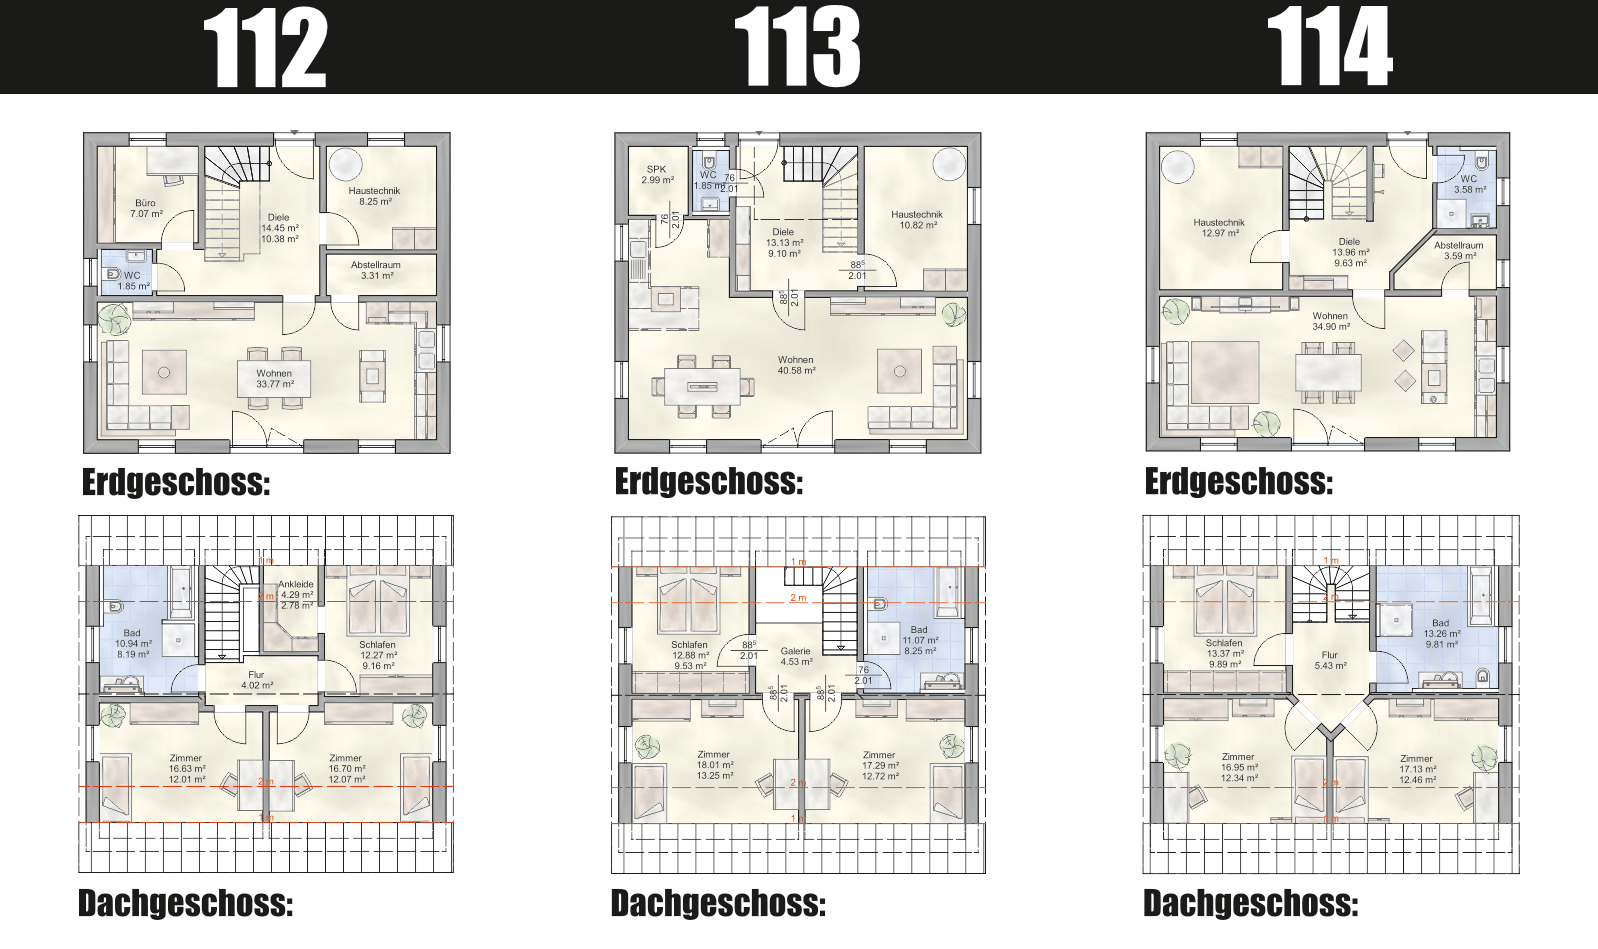 112
113
114
Büro
7.07 m²
Diele
14.45 m²
10.38 m²
Haustechnik
8.25 m²
WC
1.85 m²
Abstellraum
3.31 m²
Wohnen
33.77 m²
SPK
2.99 m²
WC
1.85 m²
76
2.01
76
2.01
Diele
13.13 m²
9.10 m²
Haustechnik
10.82 m²
88⁵
2.01
88⁵
2.01
Wohnen
40.58 m²
Haustechnik
12.97 m²
Diele
13.96 m²
9.63 m²
WC
3.58 m²
Abstellraum
3.59 m²
Wohnen
34.90 m²
Erdgeschoss:
Erdgeschoss:
Erdgeschoss:
1 m
Ankleide
4.29 m²
2.78 m²
2 m
Bad
10.94 m²
8.19 m²
Schlafen
12.27 m²
9.16 m²
Flur
4.02 m²
Zimmer
16.63 m²
12.01 m²
Zimmer
16.70 m²
12.07 m²
2 m
1 m
1 m
2 m
Schlafen
12.88 m²
9.53 m²
88⁵
2.01
Galerie
4.53 m²
Bad
11.07 m²
8.25 m²
76
2.01
88⁵
2.01
88⁵
2.01
Zimmer
18.01 m²
13.25 m²
Zimmer
17.29 m²
12.72 m²
2 m
1 m
1 m
2 m
Schlafen
13.37 m²
9.89 m²
Flur
5.43 m²
Bad
13.26 m²
9.81 m²
Zimmer
16.95 m²
12.34 m²
Zimmer
17.13 m²
12.46 m²
2 m
1 m
Dachgeschoss:
Dachgeschoss:
Dachgeschoss: